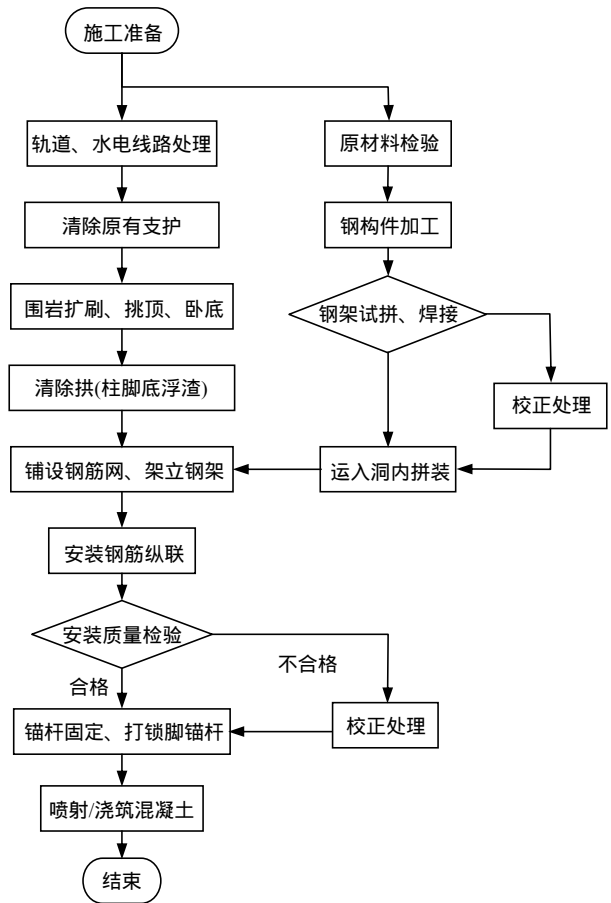 施工准备
轨道、水电线路处理
原材料检验
清除原有支护
钢构件加工
围岩扩刷、挑顶、卧底
钢架试拼、焊接
清除拱(柱脚底浮渣)
校正处理
铺设钢筋网、架立钢架
运入洞内拼装
安装钢筋纵联
安装质量检验
不合格
合格
锚杆固定、打锁脚锚杆
校正处理
喷射/浇筑混凝土
结束